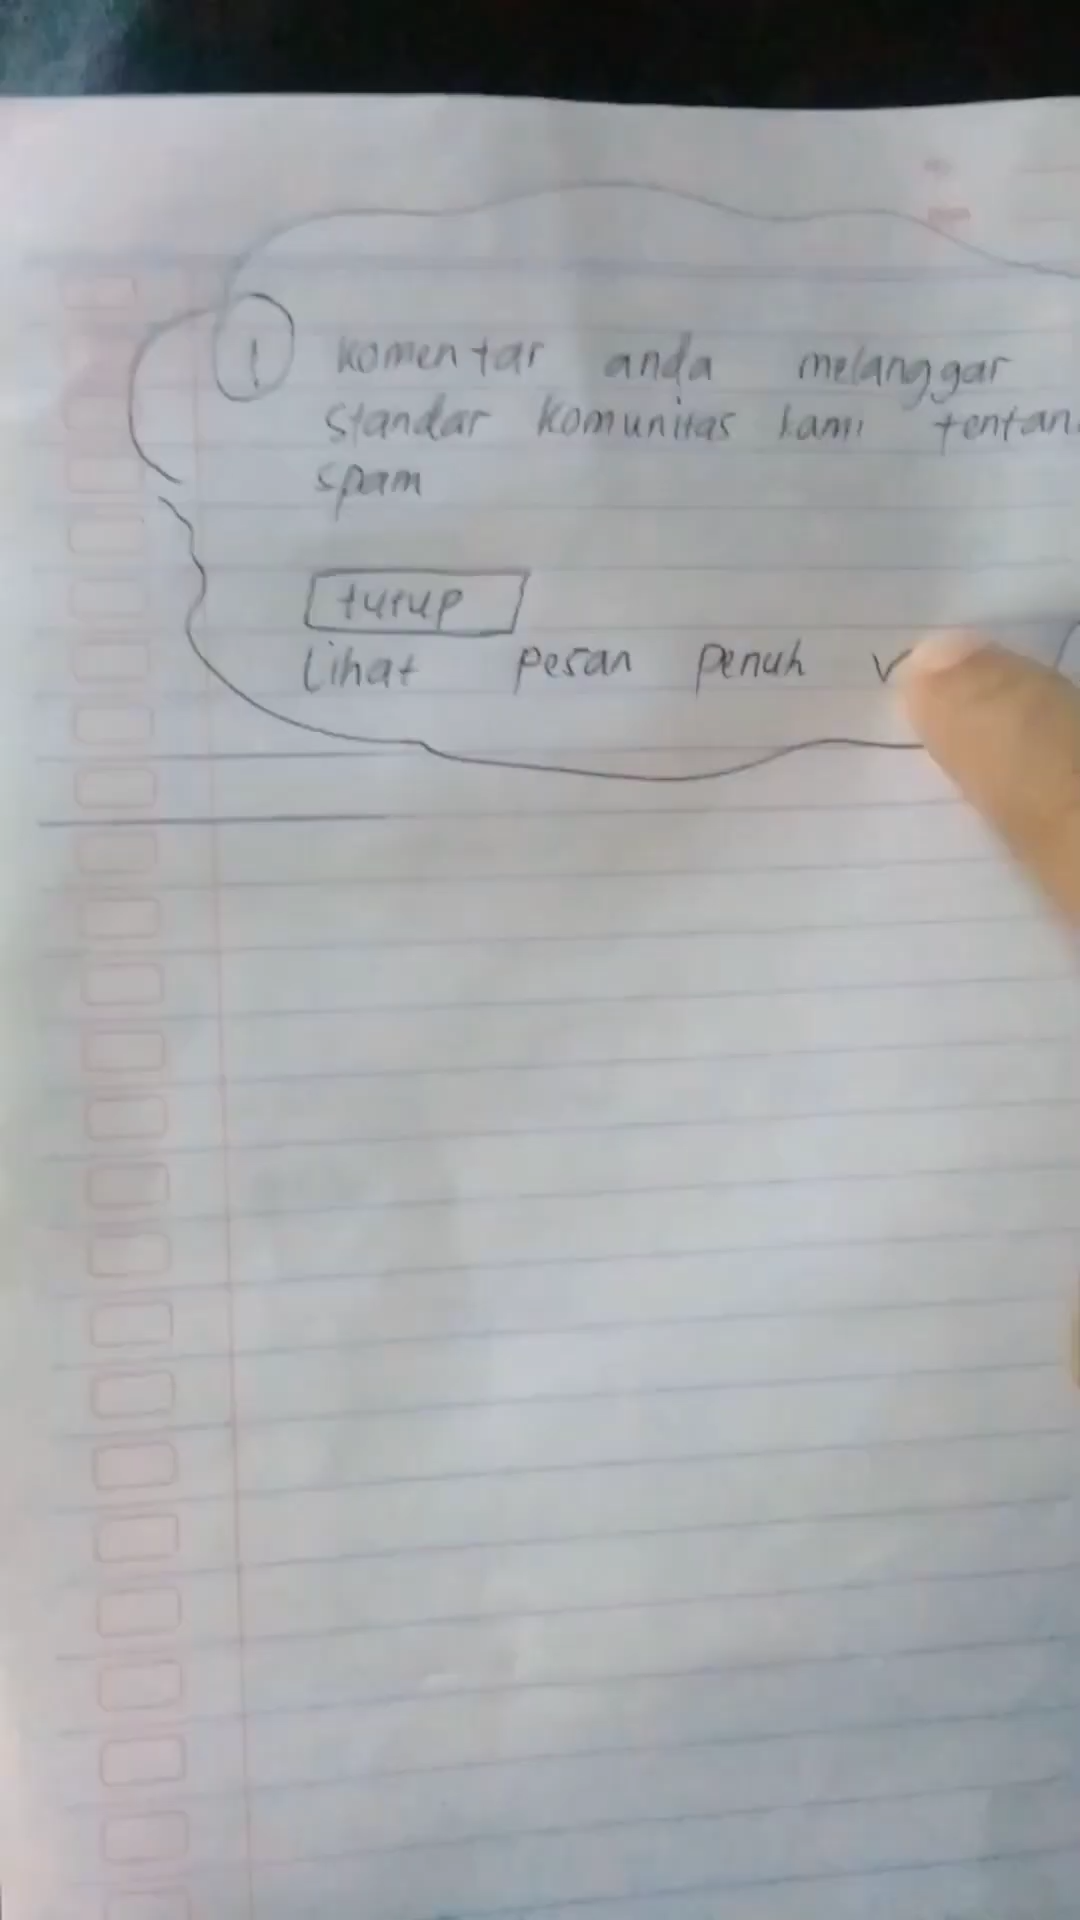 ! komentar anda melanggar
standar komunitas kami tentan
spam
tutup
Lihat pesan penuh v